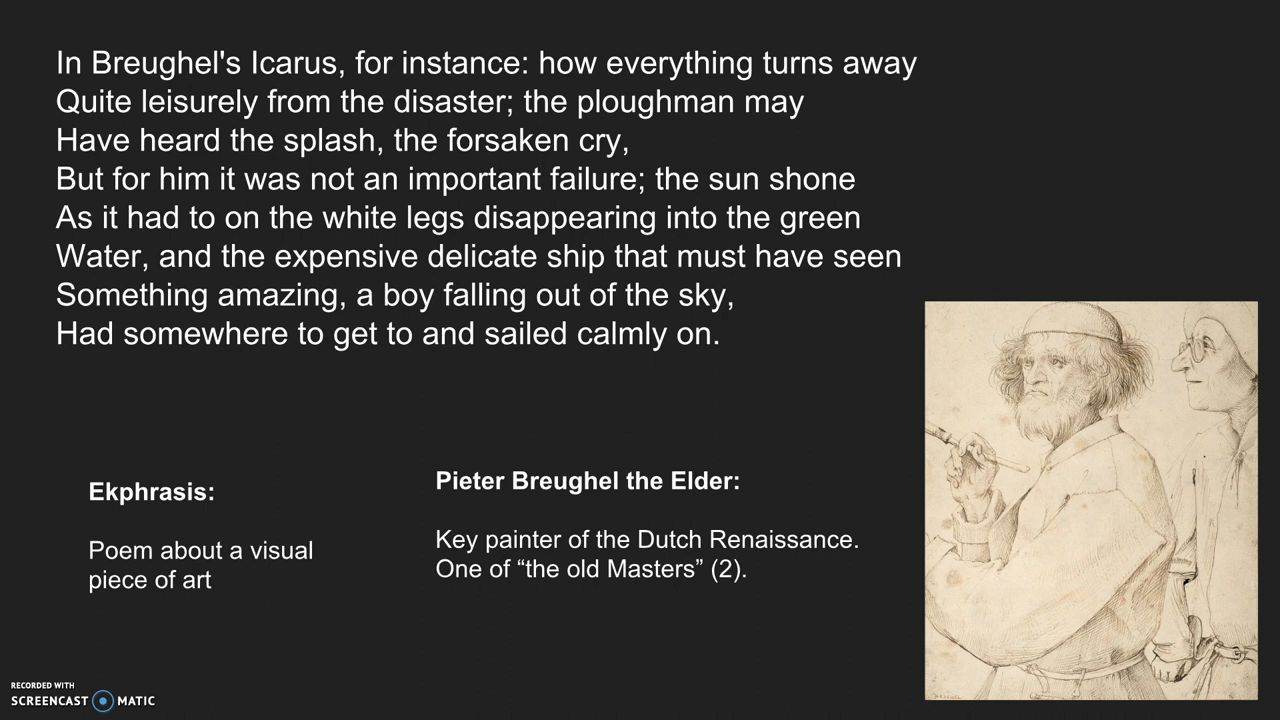 In Breughel's Icarus, for instance: how everything turns away
Quite leisurely from the disaster; the ploughman may
Have heard the splash, the forsaken cry,
But for him it was not an important failure; the sun shone
As it had to on the white legs disappearing into the green
Water, and the expensive delicate ship that must have seen
Something amazing, a boy falling out of the sky,
Had somewhere to get to and sailed calmly on.
Ekphrasis:
Poem about a visual
piece of art
Pieter Breughel the Elder:
Key painter of the Dutch Renaissance.
One of “the old Masters” (2).
RECORDED WITH
SCREENCAST MATIC